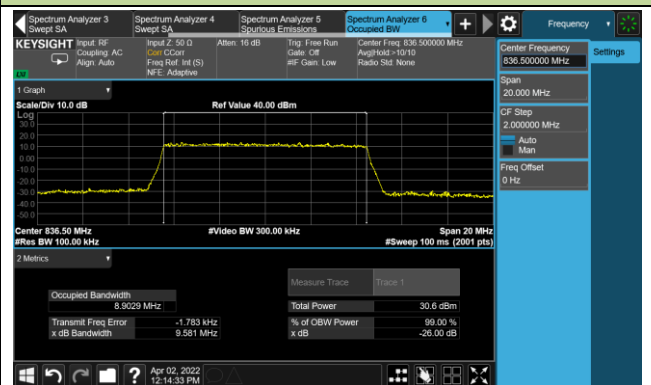 Spectrum Analyzer 3
Swept SA
Spectrum Analyzer 4
Swept SA
Spectrum Analyzer 5
Spurious Emissions
Spectrum Analyzer 6
Occupied BW
Frequency
KEYSIGHT
Input: RF
Coupling: AC
Align: Auto
Input Z: 50 Ω
Corr CCorr
Freq Ref: Int (S)
NFE: Adaptive
Atten: 16 dB
Trig: Free Run
Gate: Off
#IF Gain: Low
Center Freq: 836.500000 MHz
Avg|Hold:>10/10
Radio Std: None
LXI
Center Frequency
836.500000 MHz
Settings
Span
20.000 MHz
CF Step
2.000000 MHz
Auto
Man
Freq Offset
0 Hz
1 Graph
Scale/Div 10.0 dB
Ref Value 40.00 dBm
Log
30.0
20.0
10.0
0.00
-10.0
-20.0
-30.0
-40.0
-50.0
Center 836.50 MHz
#Video BW 300.00 kHz
Span 20 MHz
#Res BW 100.00 kHz
#Sweep 100 ms (2001 pts)
2 Metrics
Measure Trace
Trace 1
Occupied Bandwidth
8.9029 MHz
Total Power
30.6 dBm
Transmit Freq Error
-1.783 kHz
% of OBW Power
99.00 %
x dB Bandwidth
9.581 MHz
x dB
-26.00 dB
?
Apr 02, 2022
12:14:33 PM